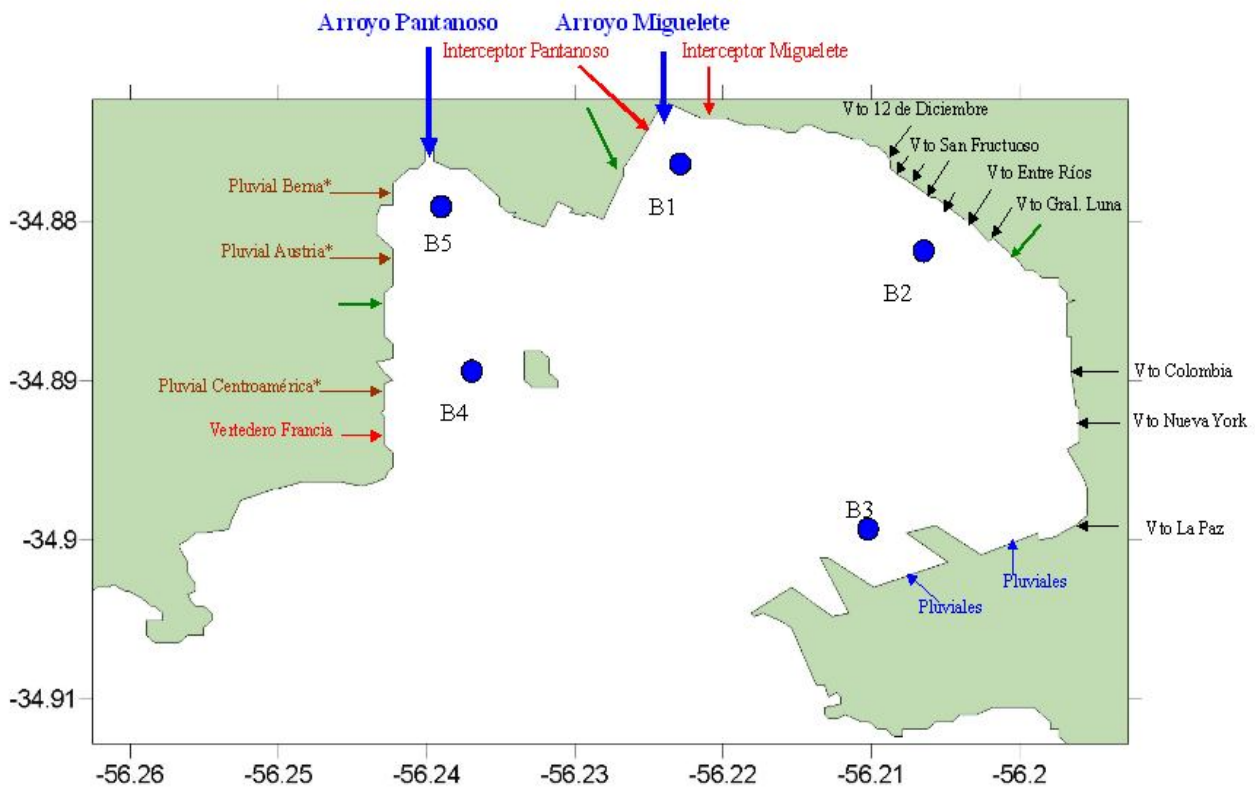 Arroyo Pantanoso
Arroyo Miguelete
Interceptor Pantanoso
Interceptor Miguelete
Vto 12 de Diciembre
Vto San Fructuoso
Vto Entre Ríos
Vto Gral. Luna
Pluvial Berna*
B1
-34.88
B5
Pluvial Austria*
B2
-34.89
Vto Colombia
Pluvial Centroamérica*
B4
Vertedero Francia
Vto Nueva York
B3
-34.9
Vto La Paz
Pluviales
Pluviales
-34.91
-56.26
-56.25
-56.24
-56.23
-56.22
-56.21
-56.2